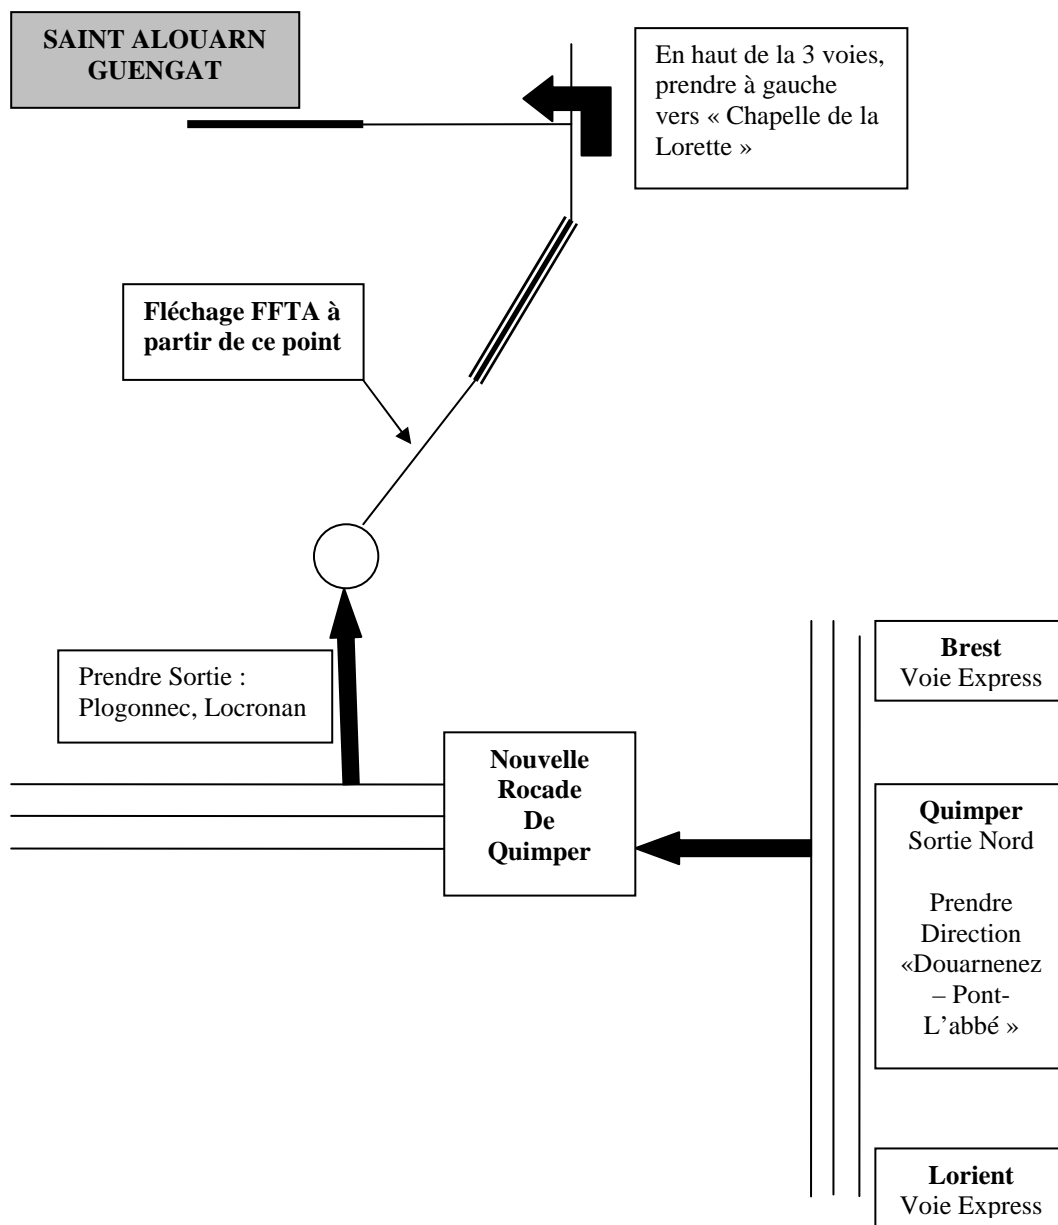 SAINT ALOUARN
GUENGAT
En haut de la 3 voies,
prendre à gauche
vers « Chapelle de la
Lorette »
Fléchage FFTA à
partir de ce point
Prendre Sortie :
Plogonnec, Locronan
Nouvelle
Rocade
De
Quimper
Brest
Voie Express
Quimper
Sortie Nord
Prendre
Direction
«Douarnenez
– Pont-
L’abbé »
Lorient
Voie Express